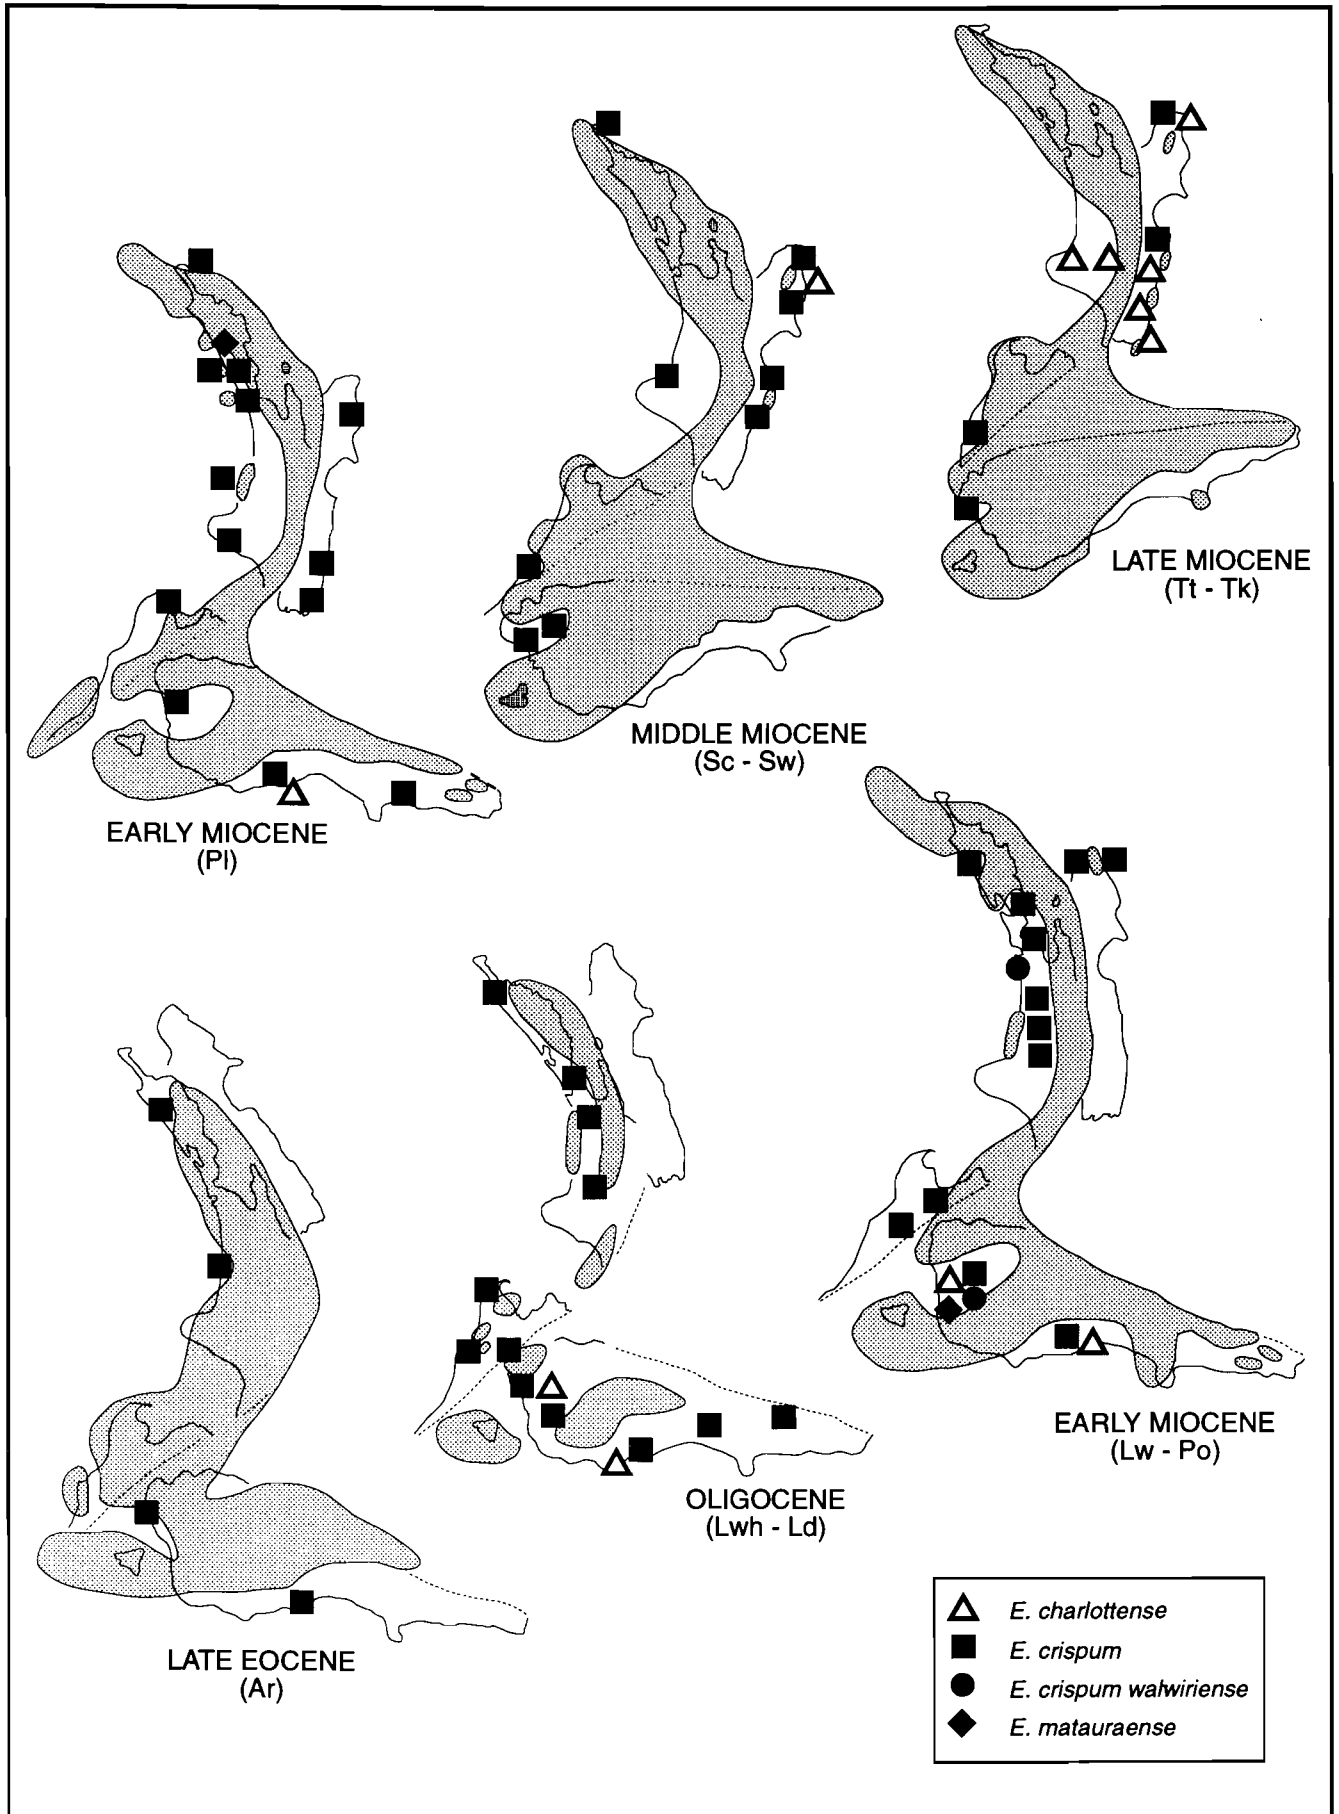 LATE MIOCENE
(Tt - Tk)
MIDDLE MIOCENE
(Sc - Sw)
EARLY MIOCENE
(Pl)
EARLY MIOCENE
(Lw - Po)
OLIGOCENE
(Lwh - Ld)
LATE EOCENE
(Ar)
E. charlottense
E. crispum
E. crispum walwiriense
E. matauraense